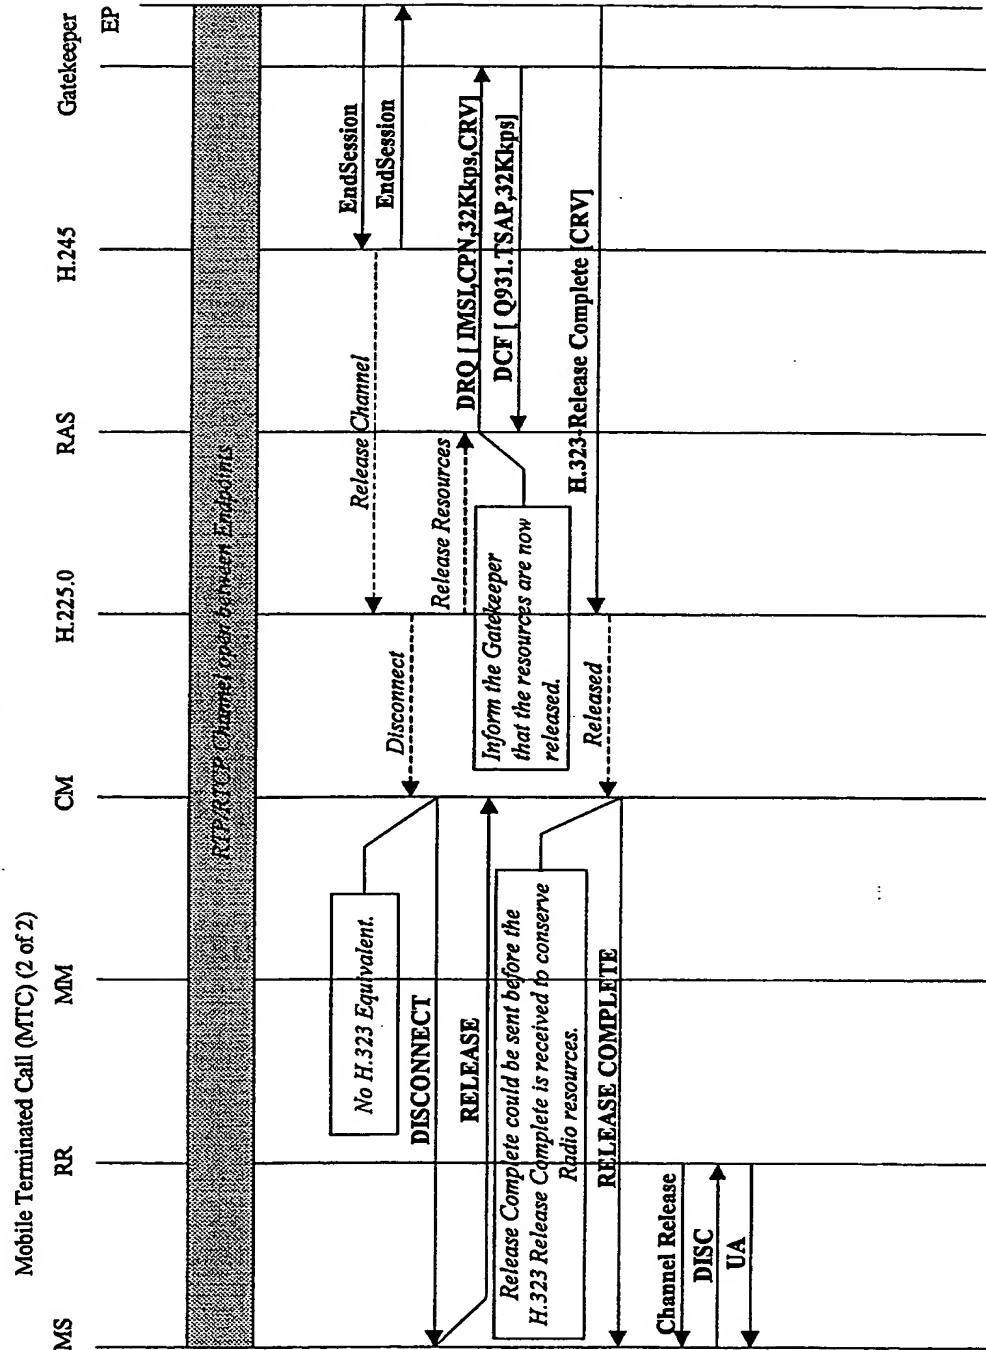 Mobile Terminated Call (MTC) (2 of 2)
MS
RR
MM
CM
H.225.0
RAS
H.245
Gatekeeper
EP
RTP/RTCP Channel open between Endpoints
EndSession
EndSession
Release Channel
Disconnect
No H.323 Equivalent.
DISCONNECT
Release Resources
DRQ [ IMSI,CPN,32Kkps,CRV]
DCF [ Q931.TSAP,32Kkps]
Inform the Gatekeeper
that the resources are now
released.
RELEASE
H.323-Release Complete [CRV]
Released
Release Complete could be sent before the
H.323 Release Complete is received to conserve
Radio resources.
RELEASE COMPLETE
Channel Release
DISC
UA